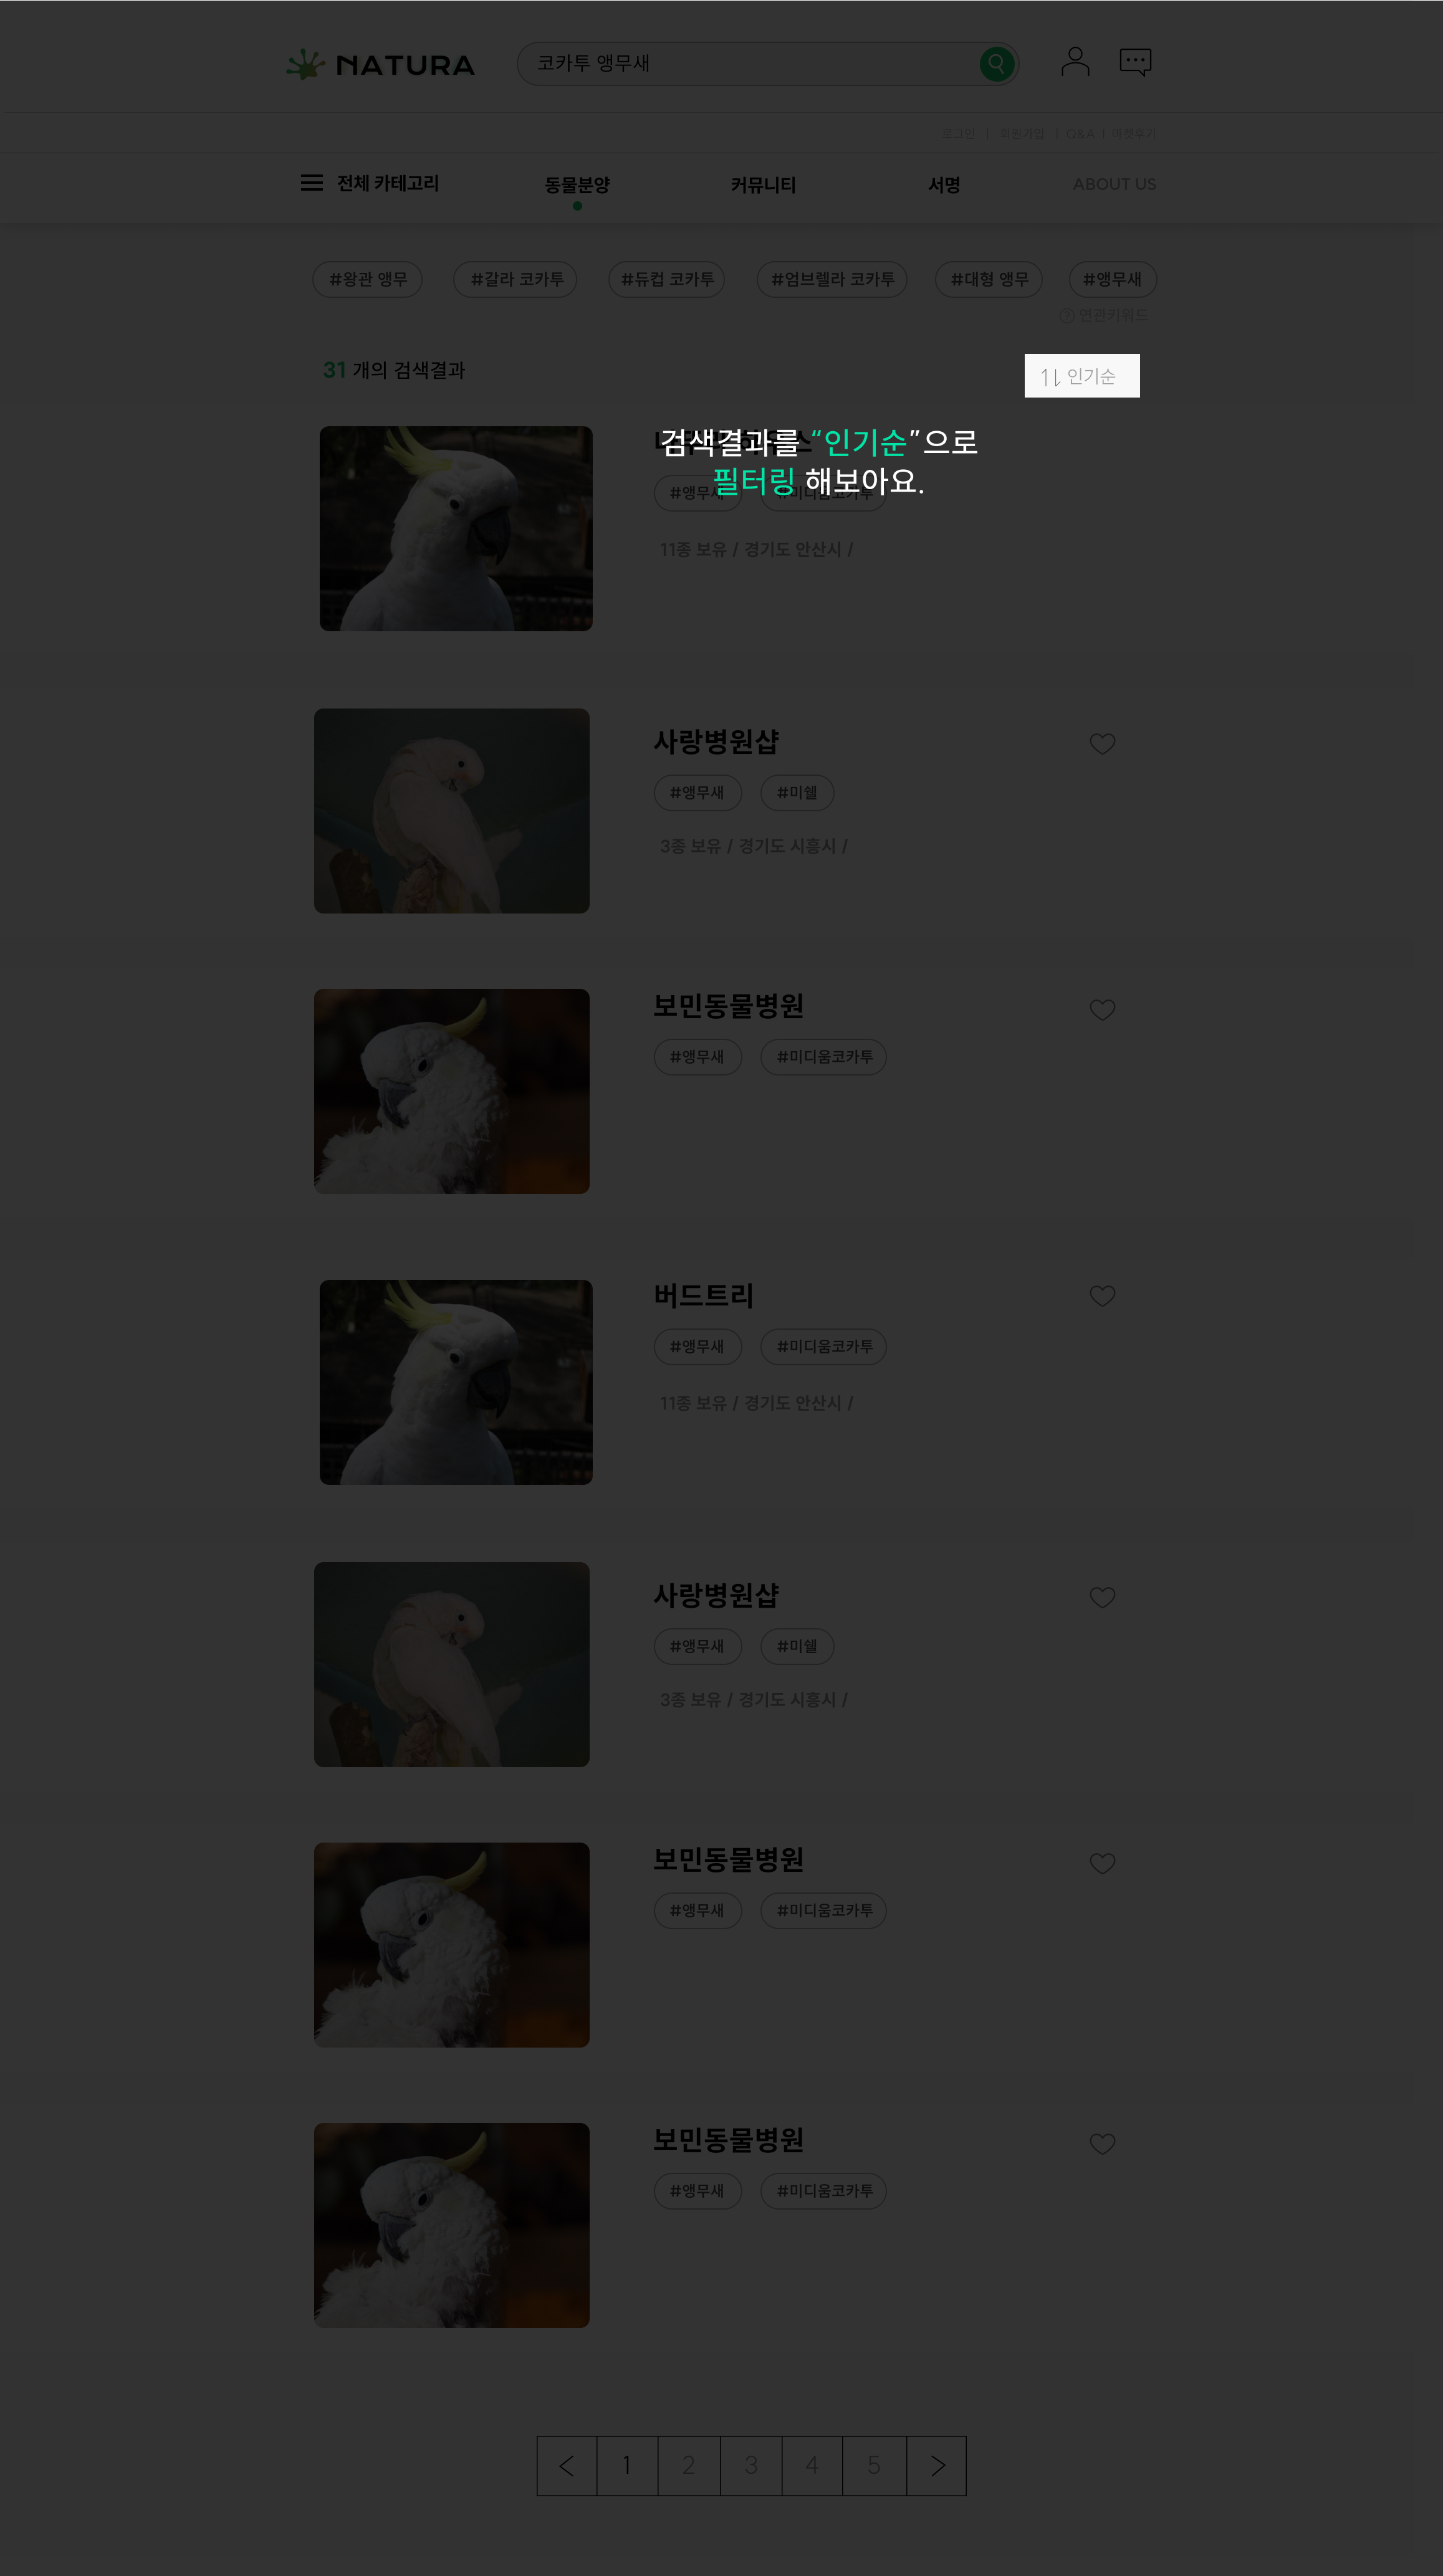 NATURA
코카투 앵무새
로그인 | 회원가입 | Q&A / 마켓후기
전체 카테고리
동물분양
커뮤니티
서명
ABOUT US
#왕관 앵무
#갈라 코카투
#듀컵 코카투
#엄브렐라 코카투
#대형 앵무
#앵무새
? 연관키워드
31 개의 검색결과
인기순
검색결과를 “인기순”으로
필터링 해보아요.
#앵무새
#미디움코카투
11종 보유 / 경기도 안산시 /
사랑병원샵
#앵무새
#미쉘
3종 보유 / 경기도 시흥시 /
보민동물병원
#앵무새
#미디움코카투
버드트리
#앵무새
#미디움코카투
11종 보유 / 경기도 안산시 /
사랑병원샵
#앵무새
#미쉘
3종 보유 / 경기도 시흥시 /
보민동물병원
#앵무새
#미디움코카투
보민동물병원
#앵무새
#미디움코카투
< 1 2 3 4 5 >